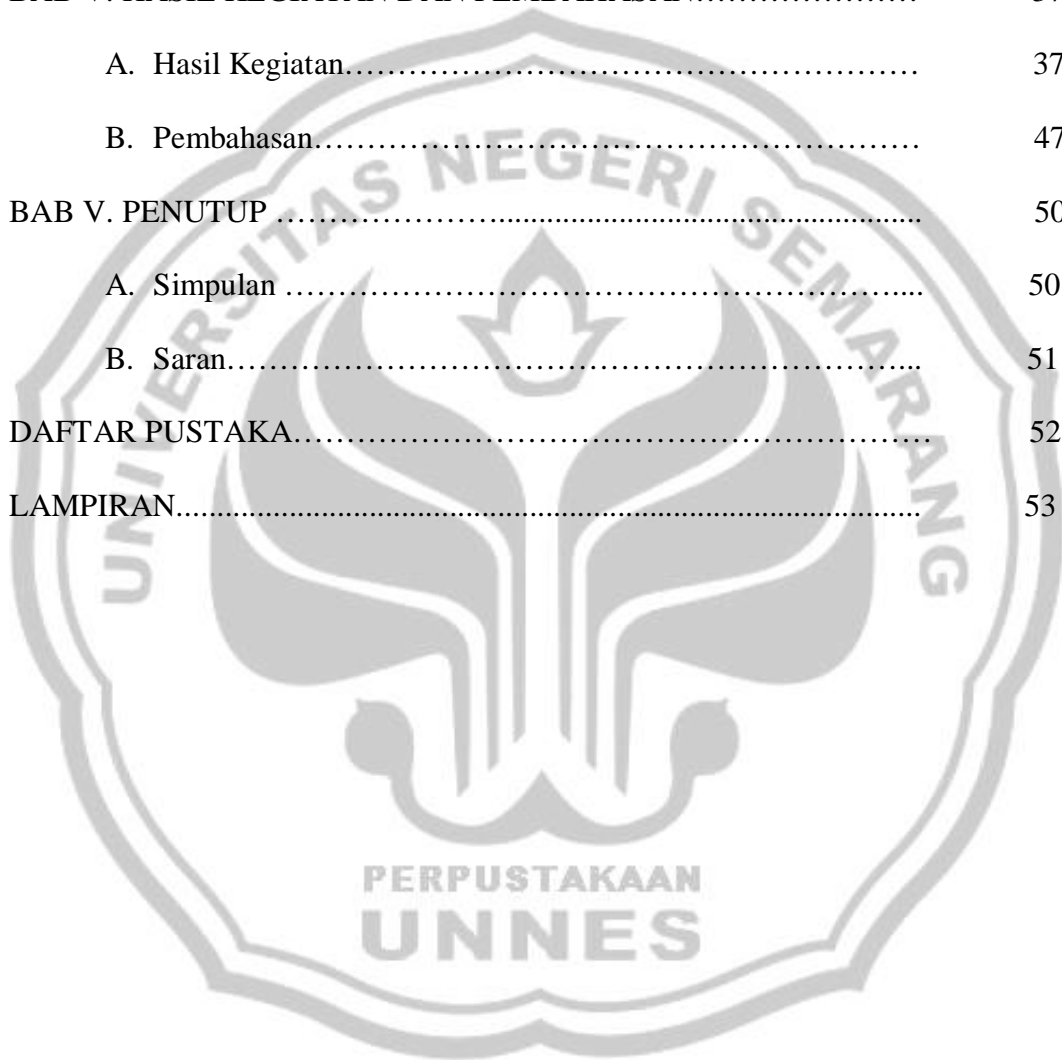 A. Hasil Kegiatan……………………………………………… 37
B. Pembahasan………………………………………………… 47
BAB V. PENUTUP ………………….................................................................. 50
A. Simpulan …………………………………………………….... 50
B. Saran………………………………………………………... 51
DAFTAR PUSTAKA…………………………………………………… 52
LAMPIRAN........................................................................................... 53
UNIVERSITAS NEGERI SEMARANG
PERPUSTAKAAN
UNNES